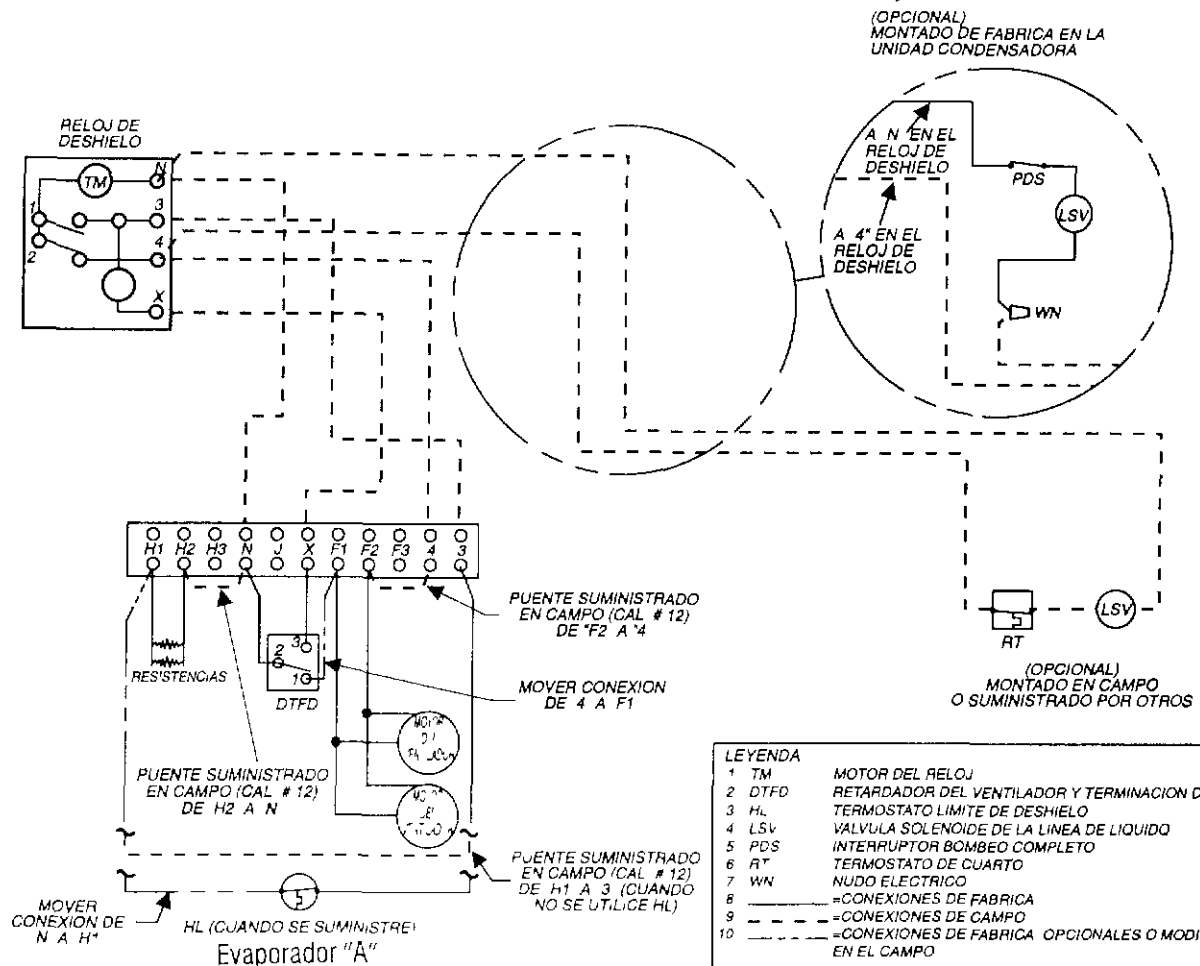 (OPCIONAL)
MONTADO DE FABRICA EN LA
UNIDAD CONDENSADORA
RELOJ DE
DESHIELO
N
TM
1
3
2
4
X
A N EN EL
RELOJ DE
DESHIELO
PDS
LSV
A 4" EN EL
RELOJ DE
DESHIELO
WN
H1 H2 H3 N J X F1 F2 F3 4 3
PUENTE SUMINISTRADO
EN CAMPO (CAL # 12)
DE "F2 A "4
RESISTENCIAS
3
2
1
DTFD
MOVER CONEXION
DE 4 A F1
RT
LSV
(OPCIONAL)
MONTADO EN CAMPO
O SUMINISTRADO POR OTROS
MOTOR
MOTOR
PUENTE SUMINISTRADO
EN CAMPO (CAL # 12)
DE H2 A N
PUENTE SUMINISTRADO
EN CAMPO (CAL # 12)
DE H1 A 3 (CUANDO
NO SE UTILICE HL)
MOVER
CONEXION DE
N A
HL (CUANDO SE SUMINISTRE)
Evaporador "A"
LEYENDA
1 TM MOTOR DEL RELOJ
2 DTFD RETARDADOR DEL VENTILADOR Y TERMINACION D
3 HL TERMOSTATO LIMITE DE DESHIELO
4 LSV VALVULA SOLENOIDE DE LA LINEA DE LIQUIDO
5 PDS INTERRUPTOR BOMBEO COMPLETO
6 RT TERMOSTATO DE CUARTO
7 WN NUDO ELECTRICO
8 =CONEXIONES DE FABRICA
9 =CONEXIONES DE CAMPO
10 =CONEXIONES DE FABRICA OPCIONALES O MODI
EN EL CAMPO